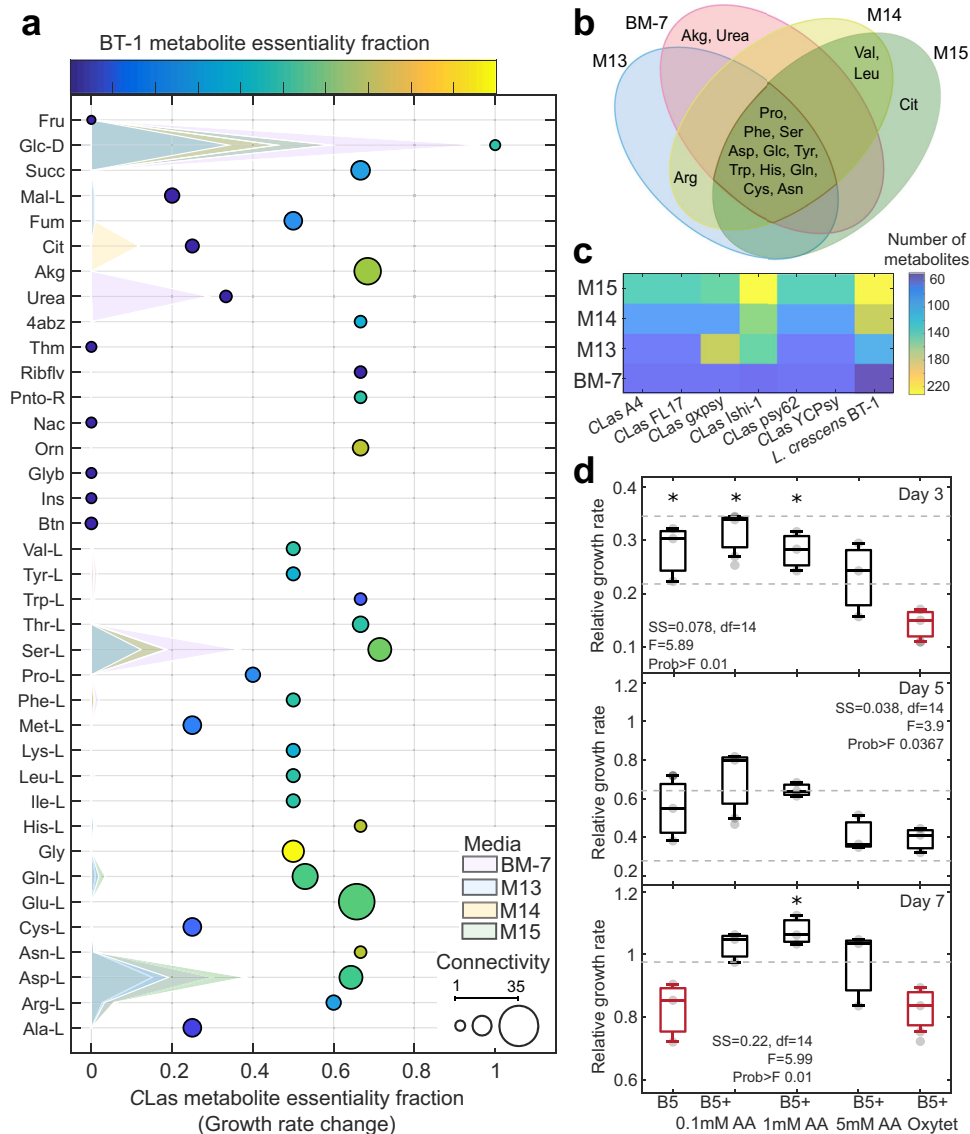 a
BT-1 metabolite essentiality fraction
Fru
Glc-D
Succ
Mal-L
Fum
Cit
Akg
Urea
4abz
Thm
Ribflv
Pnto-R
Nac
Orn
Glyb
Ins
Btn
Val-L
Tyr-L
Trp-L
Thr-L
Ser-L
Pro-L
Phe-L
Met-L
Lys-L
Leu-L
Ile-L
His-L
Gly
Gln-L
Glu-L
Cys-L
Asn-L
Asp-L
Arg-L
Ala-L
Media
BM-7
M13
M14
M15
Connectivity
1 35
0 0.2 0.4 0.6 0.8 1
CLas metabolite essentiality fraction
(Growth rate change)
b
BM-7
M14
M13
M15
Akg, Urea
Val,
Leu
Cit
Pro,
Phe, Ser
Asp, Glc, Tyr,
Trp, His, Gln,
Cys, Asn
Arg
c
Number of
metabolites
M15
M14
M13
BM-7
60
100
140
180
220
CLas A4
CLas FL17
CLas gxpsy
CLas Ishi-1
CLas psy62
CLas YCPsy
L. crescens BT-1
d
Relative growth rate
0.4
0.3
0.2
0.1
* * *
Day 3
SS=0.078, df=14
F=5.89
Prob>F 0.01
Relative growth rate
1.2
1
0.8
0.6
0.4
0.2
Day 5
SS=0.038, df=14
F=3.9
Prob>F 0.0367
Relative growth rate
1.2
1
0.8
0.6
*
Day 7
SS=0.22, df=14
F=5.99
Prob>F 0.01
B5 B5+ B5+ B5+ B5+
0.1mM AA 1mM AA 5mM AA Oxytet